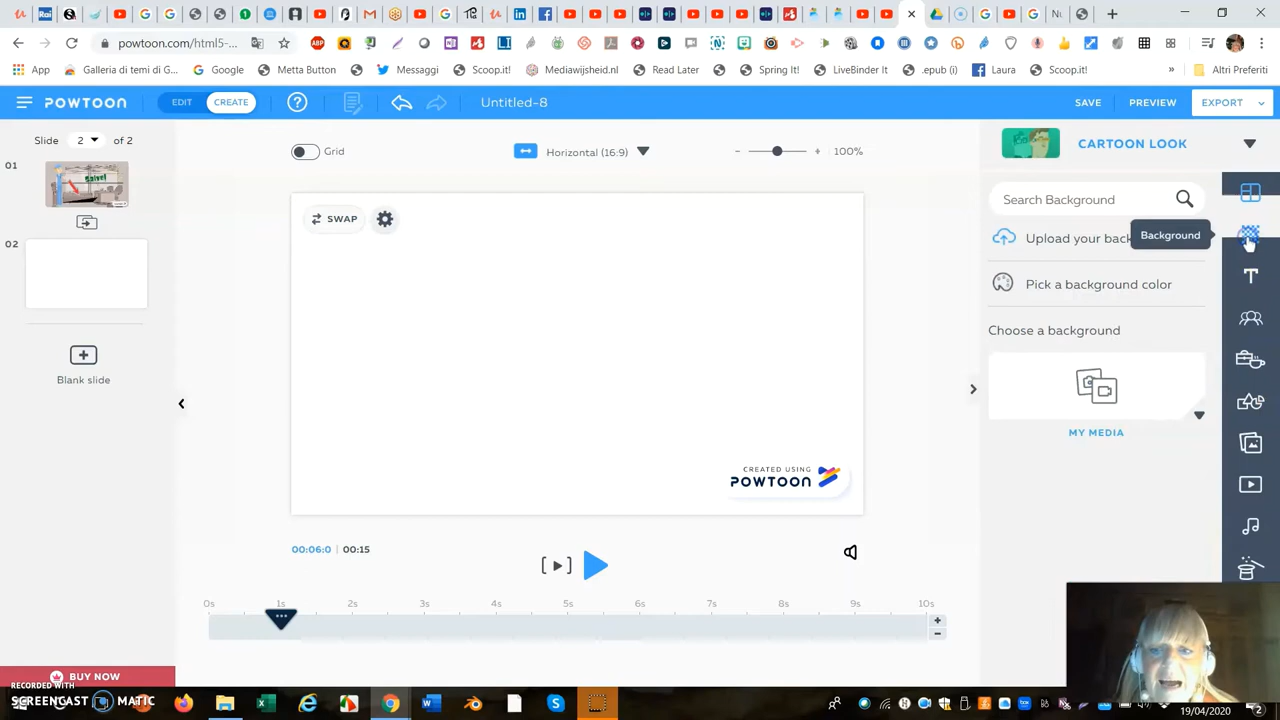 powtoon.com/html5-...
App
Galleria di temi di G...
Google
Metta Button
Messaggi
Scoop.it!
Mediawijsheid.nl
Read Later
Spring It!
LiveBinder It
.epub (i)
Laura
Scoop.it!
»
Altri Preferiti
POWTOON
EDIT
CREATE
Untitled-8
SAVE
PREVIEW
EXPORT
Slide 2 of 2
Grid
Horizontal (16:9)
- + 100%
CARTOON LOOK
01
Search Background
SWAP
Upload your bac
Background
02
Pick a background color
Choose a background
Blank slide
MY MEDIA
CREATED USING
POWTOON
00:06:0 | 00:15
0s 1s 2s 3s 4s 5s 6s 7s 8s 9s 10s
BUY NOW
RECORDED WITH
SCREENCAST MATIC
19/04/2020
2